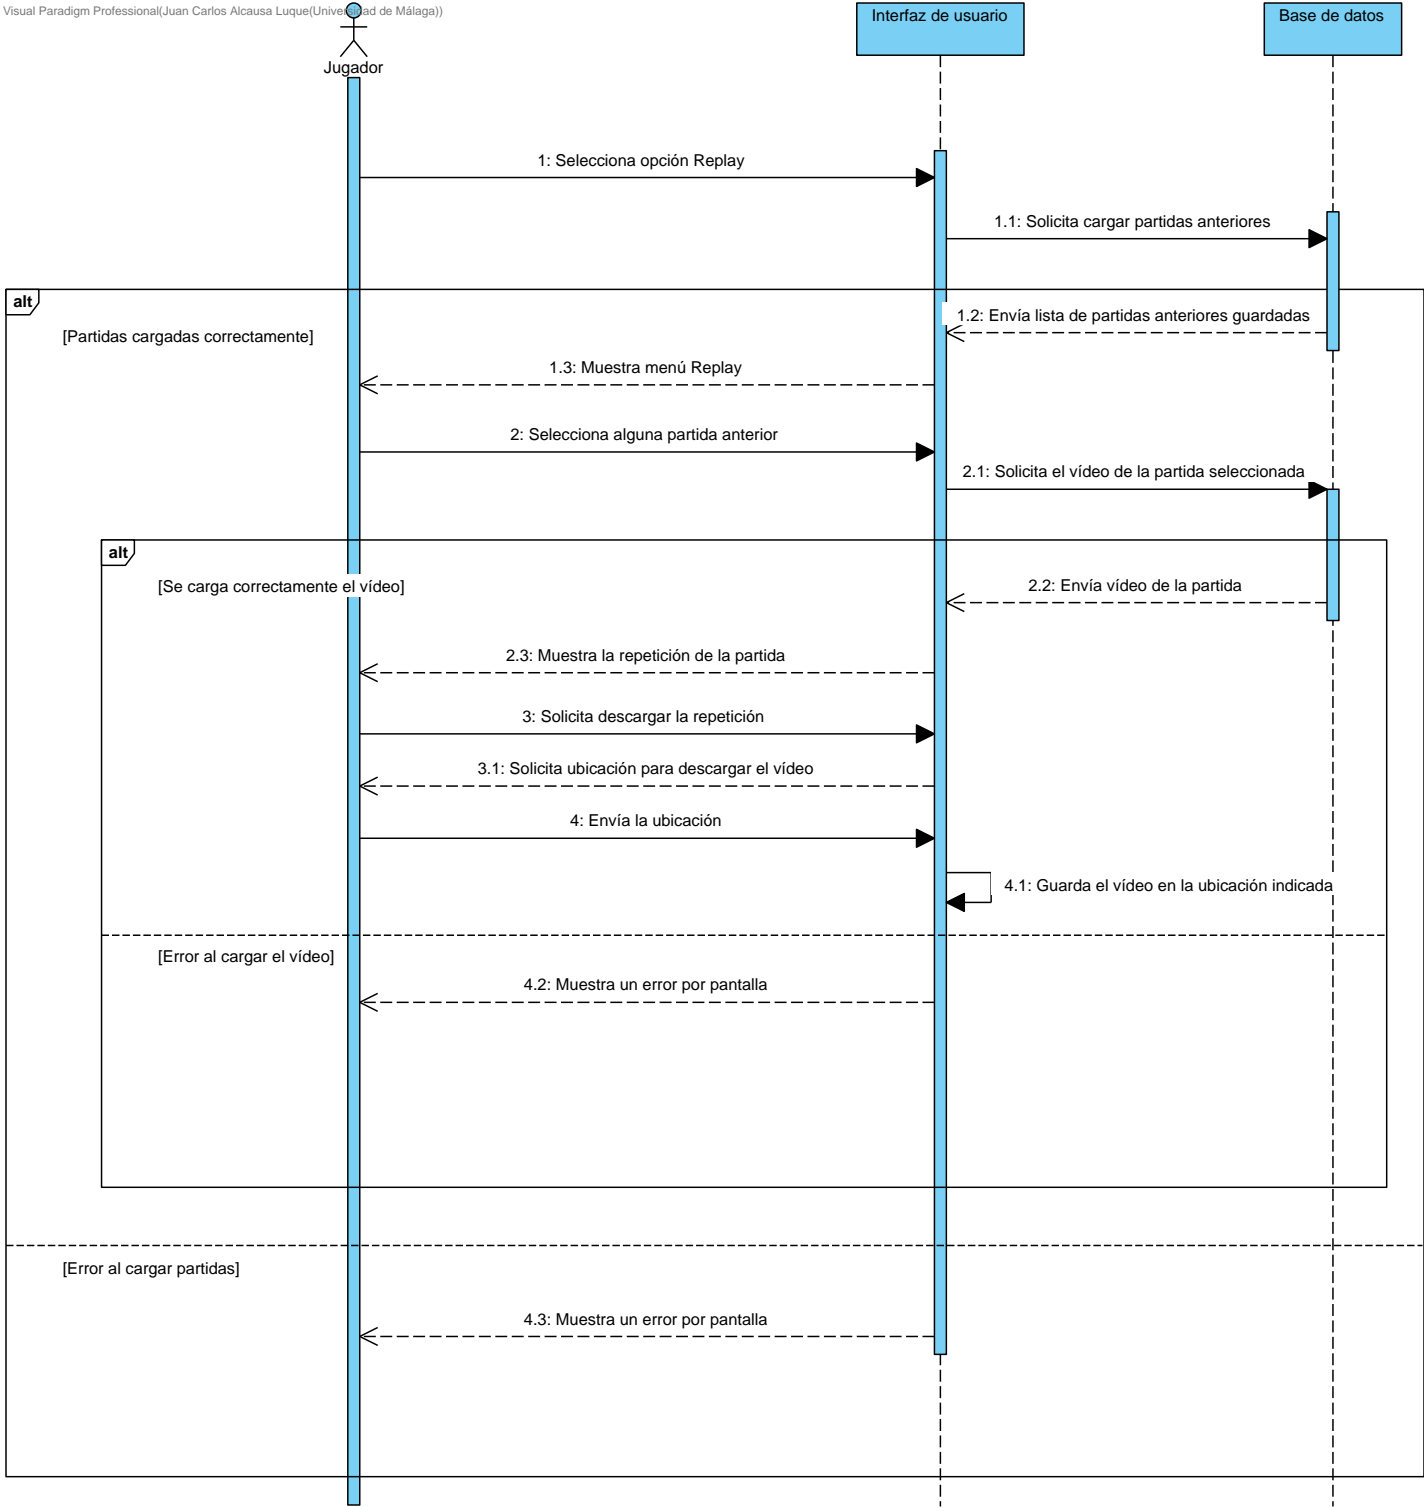 Visual Paradigm Professional(Juan Carlos Alcausa Luque(Universidad de Málaga))
Jugador
Interfaz de usuario
Base de datos
1: Selecciona opción Replay
1.1: Solicita cargar partidas anteriores
alt
1.2: Envía lista de partidas anteriores guardadas
[Partidas cargadas correctamente]
1.3: Muestra menú Replay
2: Selecciona alguna partida anterior
2.1: Solicita el vídeo de la partida seleccionada
alt
[Se carga correctamente el vídeo]
2.2: Envía vídeo de la partida
2.3: Muestra la repetición de la partida
3: Solicita descargar la repetición
3.1: Solicita ubicación para descargar el vídeo
4: Envía la ubicación
4.1: Guarda el vídeo en la ubicación indicada
[Error al cargar el vídeo]
4.2: Muestra un error por pantalla
[Error al cargar partidas]
4.3: Muestra un error por pantalla